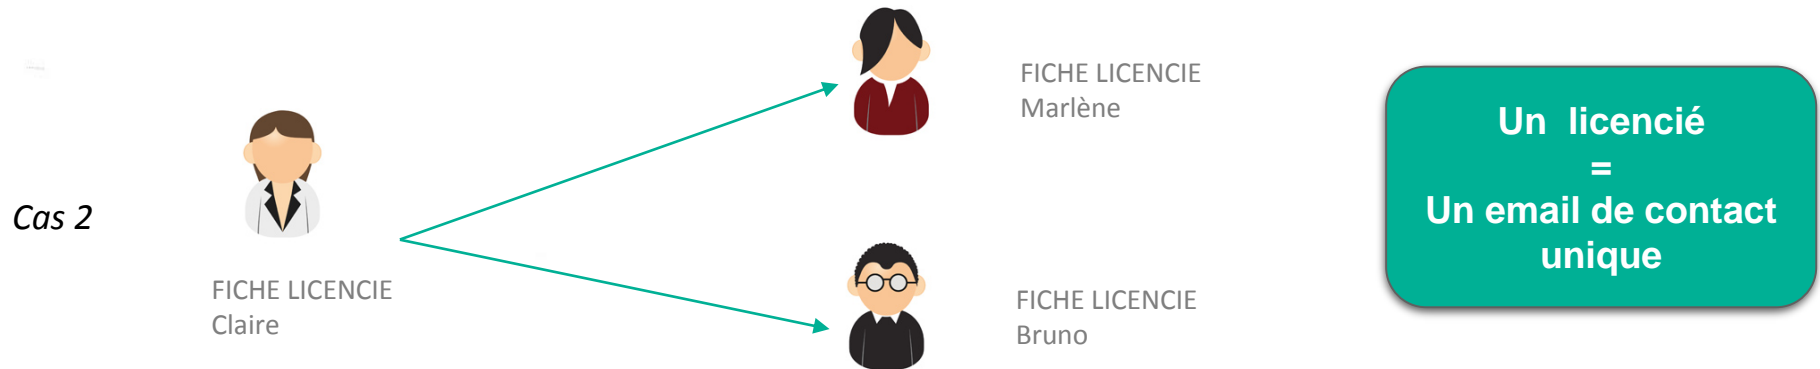 Cas 2
FICHE LICENCIE
Claire
FICHE LICENCIE
Marlène
FICHE LICENCIE
Bruno
Un licencié
=
Un email de contact
unique